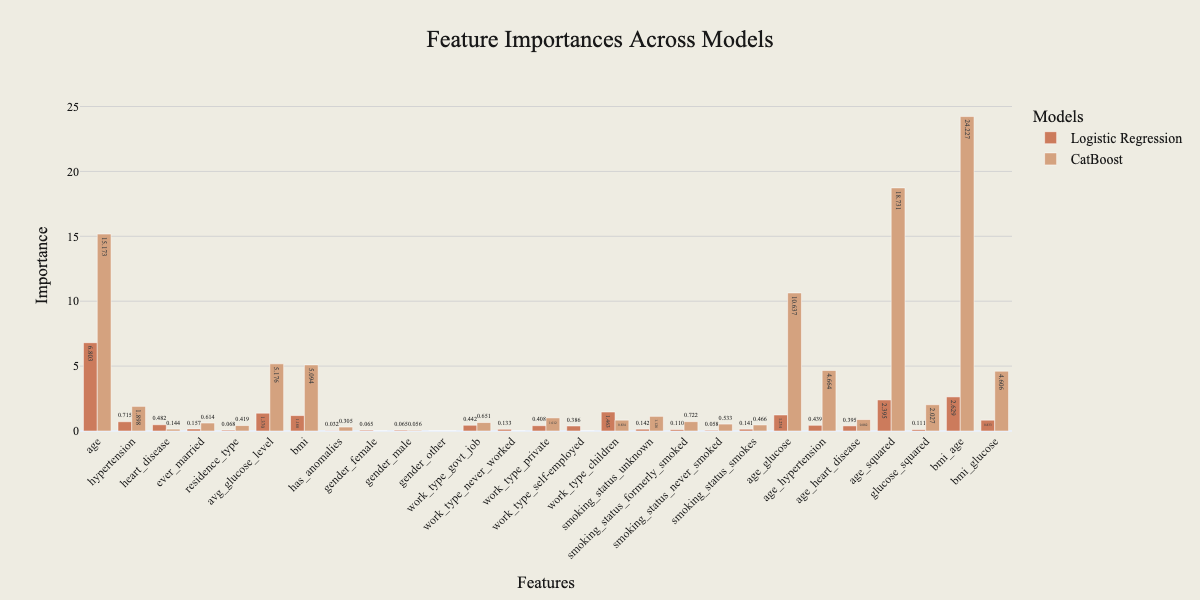 Feature Importances Across Models
Models
Logistic Regression
CatBoost
Importance
25
20
15
10
5
0
6.803
15.173
0.715
1.898
0.482
0.144
0.157
0.614
0.068
0.419
5.176
5.094
0.032
0.305
0.065
0.065
0.056
0.442
0.651
0.133
0.408
0.386
0.142
0.110
0.722
0.058
0.533
0.141
0.466
10.637
0.439
4.664
0.395
2.395
18.731
0.111
2.027
2.629
24.227
4.606
age
hypertension
heart_disease
ever_married
residence_type
avg_glucose_level
bmi
has_anomalies
gender_female
gender_male
gender_other
work_type_govt_job
work_type_never_worked
work_type_private
work_type_self-employed
work_type_children
smoking_status_unknown
smoking_status_formerly_smoked
smoking_status_never_smoked
smoking_status_smokes
age_glucose
age_hypertension
age_heart_disease
age_squared
glucose_squared
bmi_age
bmi_glucose
Features